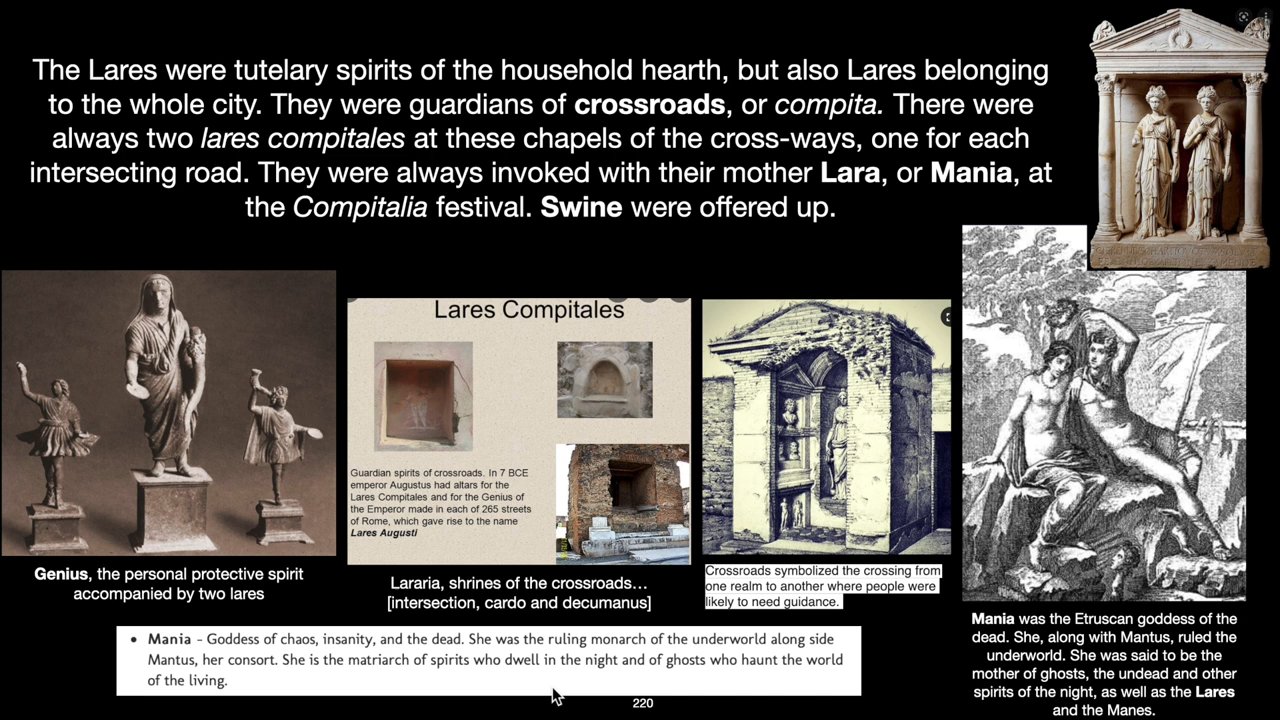 The Lares were tutelary spirits of the household hearth, but also Lares belonging
to the whole city. They were guardians of crossroads, or compita. There were
always two lares compitales at these chapels of the cross-ways, one for each
intersecting road. They were always invoked with their mother Lara, or Mania, at
the Compitalia festival. Swine were offered up.
Lares Compitales
Guardian spirits of crossroads. In 7 BCE
emperor Augustus had altars for the
Lares Compitales and for the Genius of
the Emperor made in each of 265 streets
of Rome, which gave rise to the name
Lares Augusti
Genius, the personal protective spirit
accompanied by two lares
Lararia, shrines of the crossroads…
[intersection, cardo and decumanus]
Crossroads symbolized the crossing from
one realm to another where people were
likely to need guidance.
Mania was the Etruscan goddess of the
dead. She, along with Mantus, ruled the
underworld. She was said to be the
mother of ghosts, the undead and other
spirits of the night, as well as the Lares
and the Manes.
• Mania - Goddess of chaos, insanity, and the dead. She was the ruling monarch of the underworld along side
Mantus, her consort. She is the matriarch of spirits who dwell in the night and of ghosts who haunt the world
of the living.
220